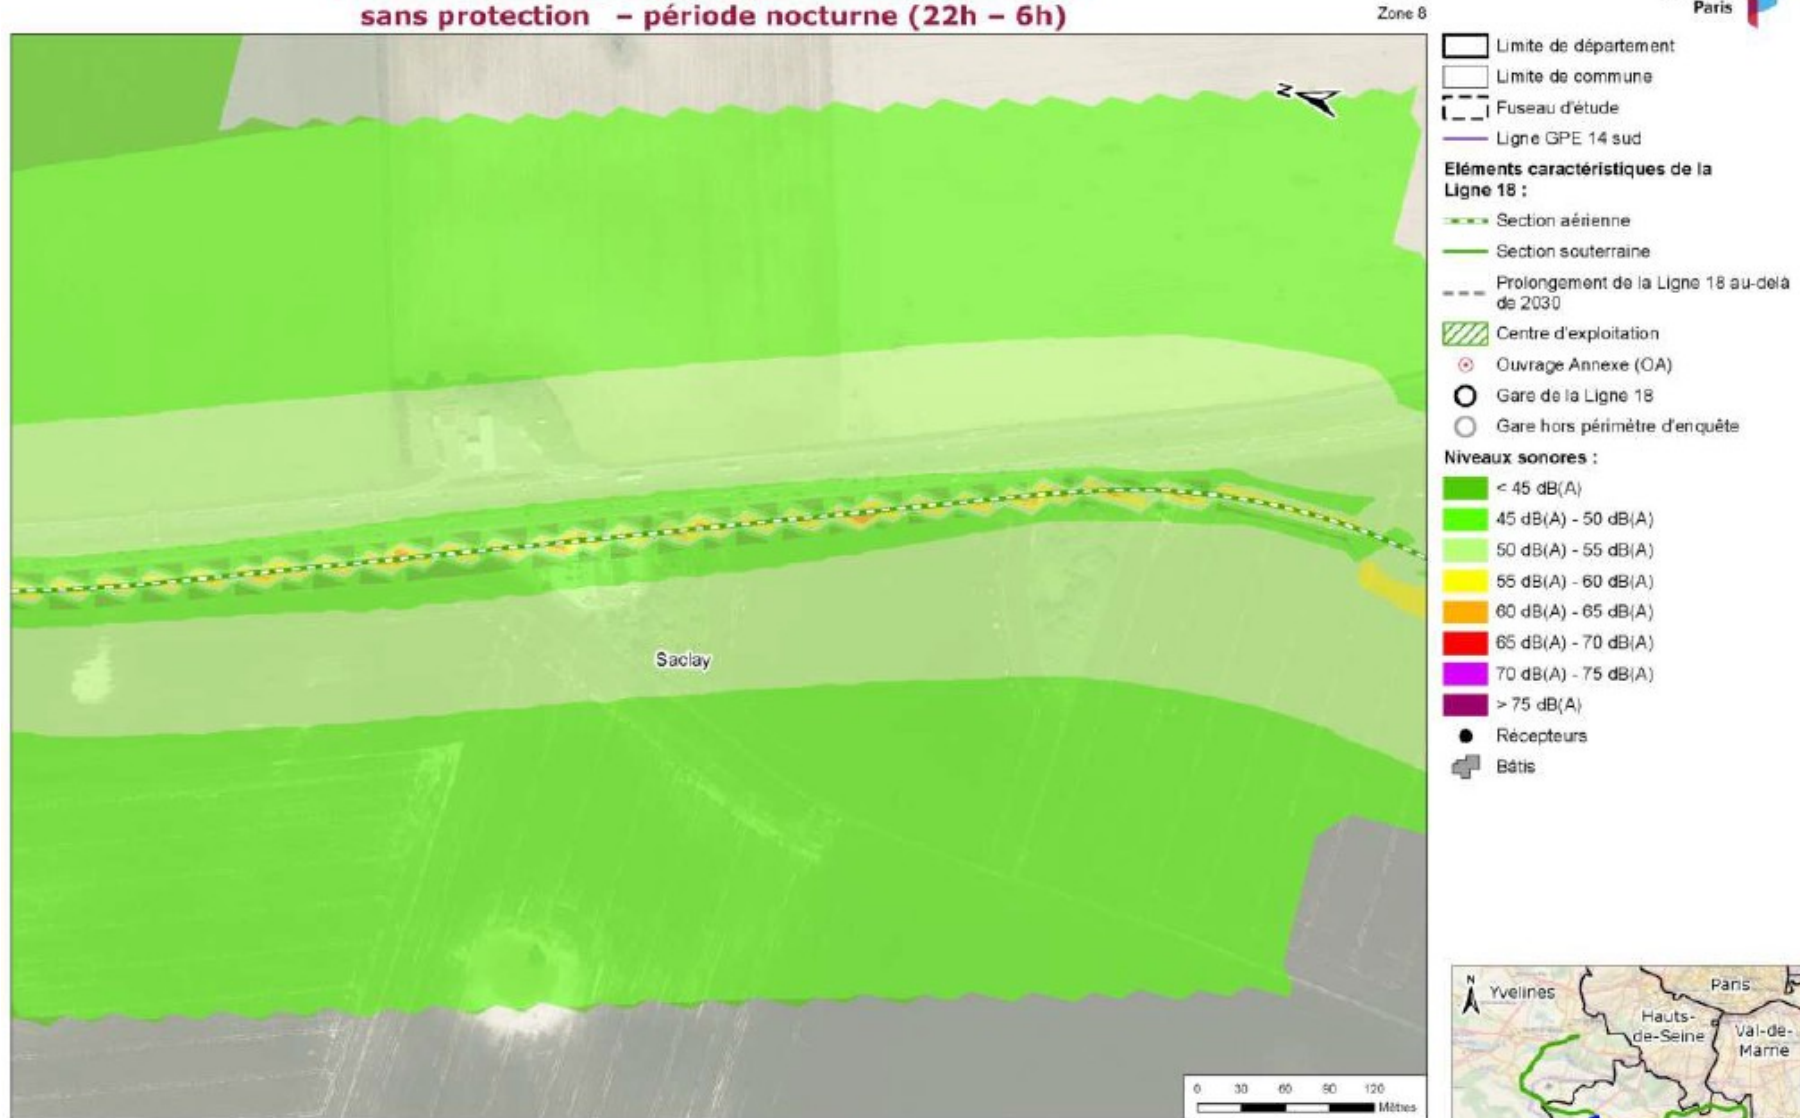 sans protection – période nocturne (22h – 6h)
Zone 8
Paris
N
Limite de département
Limite de commune
Fuseau d'étude
Ligne GPE 14 sud
Eléments caractéristiques de la
Ligne 18 :
Section aérienne
Section souterraine
Prolongement de la Ligne 18 au-delà
de 2030
Centre d'exploitation
Ouvrage Annexe (OA)
Gare de la Ligne 18
Gare hors périmètre d'enquête
Niveaux sonores :
< 45 dB(A)
45 dB(A) - 50 dB(A)
50 dB(A) - 55 dB(A)
55 dB(A) - 60 dB(A)
60 dB(A) - 65 dB(A)
65 dB(A) - 70 dB(A)
70 dB(A) - 75 dB(A)
> 75 dB(A)
Récepteurs
Bâtis
Saclay
0 30 60 90 120
Mètres
N
Yvelines
Paris
Hauts-
de-Seine
Val-de-
Marne